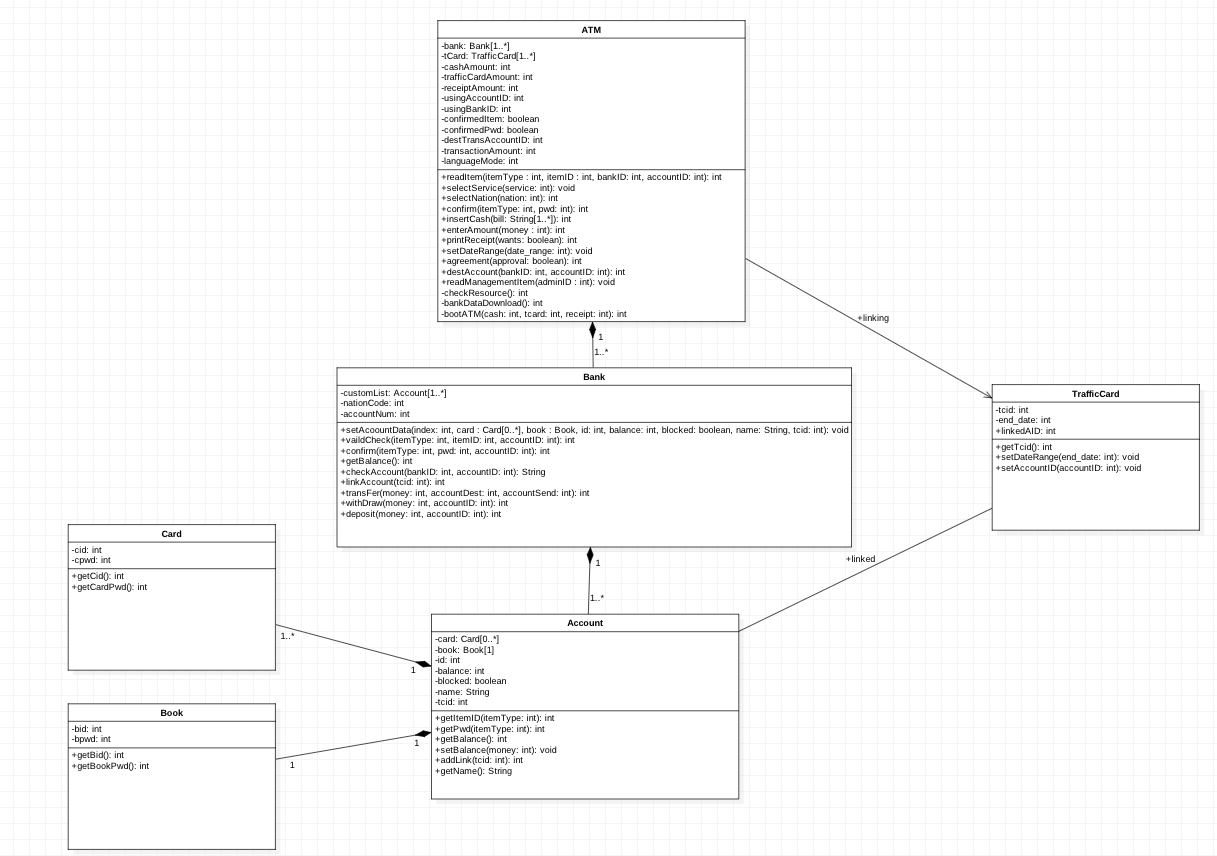 ATM
-bank: Bank[1..*]
-tCard: TrafficCard[1..*]
-cashAmount: int
-trafficCardAmount: int
-receiptAmount: int
-usingAccountID: int
-usingBankID: int
-confirmedItem: boolean
-confirmedPwd: boolean
-destTransAccountID: int
-transactionAmount: int
-languageMode: int
+readItem(itemType : int, itemID : int, bankID: int, accountID: int): int
+selectService(service: int): void
+selectNation(nation: int): int
+confirm(itemType: int, pwd: int): int
+insertCash(bill: String[1..*]): int
+enterAmount(money : int): int
+printReceipt(wants: boolean): int
+setDateRange(date_range: int): void
+agreement(approval: boolean): int
+destAccount(bankID: int, accountID: int): int
+readManagementItem(adminID : int): void
-checkResource(): int
-bankDataDownload(): int
-bootATM(cash: int, tcard: int, receipt: int): int
+linking
1
1..*
Bank
-customList: Account[1..*]
-nationCode: int
-accountNum: int
+setAccountData(index: int, card : Card[0..*], book : Book, id: int, balance: int, blocked: boolean, name: String, tcid: int): void
+vaildCheck(itemType: int, itemID: int, accountID: int): int
+confirm(itemType: int, pwd: int, accountID: int): int
+getBalance(): int
+checkAccount(bankID: int, accountID: int): String
+linkAccount(tcid: int): int
+transFer(money: int, accountDest: int, accountSend: int): int
+withDraw(money: int, accountID: int): int
+deposit(money: int, accountID: int): int
TrafficCard
-tcid: int
-end_date: int
+linkedAID: int
+getTcid(): int
+setDateRange(end_date: int): void
+setAccountID(accountID: int): void
+linked
1
1..*
Card
-cid: int
-cpwd: int
+getCid(): int
+getCardPwd(): int
1..*
1
Account
-card: Card[0..*]
-book: Book[1]
-id: int
-balance: int
-blocked: boolean
-name: String
-tcid: int
+getItemID(itemType: int): int
+getPwd(itemType: int): int
+getBalance(): int
+setBalance(money: int): void
+addLink(tcid: int): int
+getName(): String
Book
-bid: int
-bpwd: int
+getBid(): int
+getBookPwd(): int
1
1